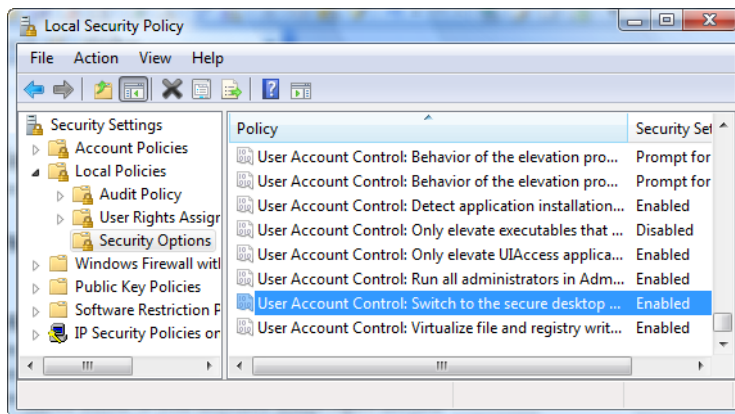 Local Security Policy
File Action View Help
Security Settings
Account Policies
Local Policies
Audit Policy
User Rights Assigr
Security Options
Windows Firewall with
Public Key Policies
Software Restriction P
IP Security Policies or
Policy Security Set
User Account Control: Behavior of the elevation pro... Prompt for
User Account Control: Behavior of the elevation pro... Prompt for
User Account Control: Detect application installation... Enabled
User Account Control: Only elevate executables that ... Disabled
User Account Control: Only elevate UIAccess applica... Enabled
User Account Control: Run all administrators in Adm... Enabled
User Account Control: Switch to the secure desktop ... Enabled
User Account Control: Virtualize file and registry writ... Enabled